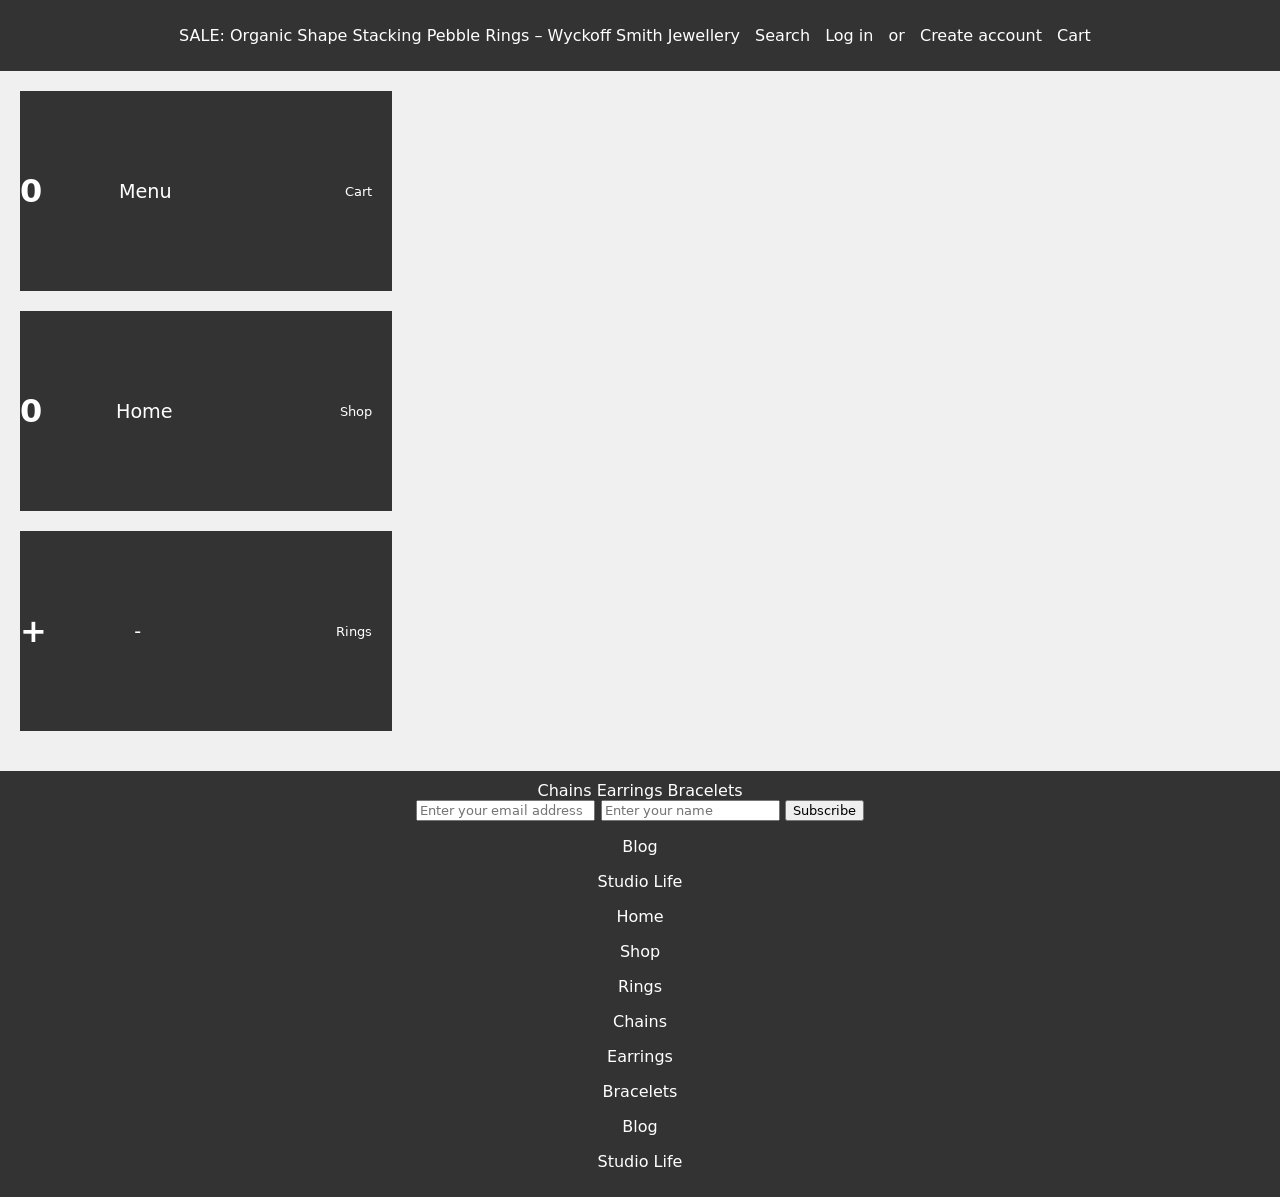 SALE: Organic Shape Stacking Pebble Rings – Wyckoff Smith Jewellery Search Log in or Create account Cart
0 Menu Cart
0 Home Shop
+ - Rings
Chains Earrings Bracelets
Enter your email address Enter your name Subscribe
Blog
Studio Life
Home
Shop
Rings
Chains
Earrings
Bracelets
Blog
Studio Life